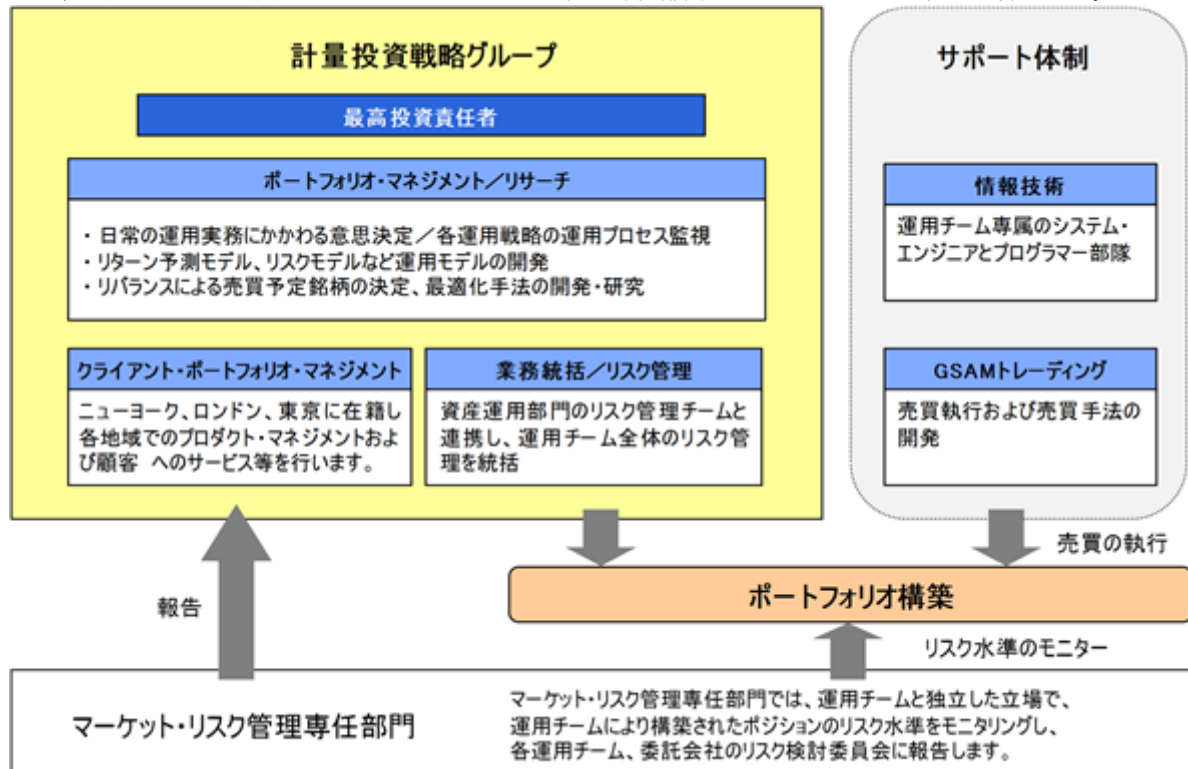 計量投資戦略グループ
最高投資責任者
ポートフォリオ・マネジメント／リサーチ
・ 日常の運用実務にかかわる意思決定／各運用戦略の運用プロセス監視
・ リターン予測モデル、リスクモデルなど運用モデルの開発
・ リバランスによる売買予定銘柄の決定、最適化手法の開発・研究
クライアント・ポートフォリオ・マネジメント
ニューヨーク、ロンドン、東京に在籍し
各地域でのプロダクト・マネジメントおよ
び顧客 へのサービス等を行います。
業務統括／リスク管理
資産運用部門のリスク管理チームと
連携し、運用チーム全体のリスク管
理を統括
サポート体制
情報技術
運用チーム専属のシステム・
エンジニアとプログラマー部隊
GSAMトレーディング
売買執行および売買手法の
開発
売買の執行
ポートフォリオ構築
報告
リスク水準のモニター
マーケット・リスク管理専任部門
マーケット・リスク管理専任部門では、運用チームと独立した立場で、
運用チームにより構築されたポジションのリスク水準をモニタリングし、
各運用チーム、委託会社のリスク検討委員会に報告します。